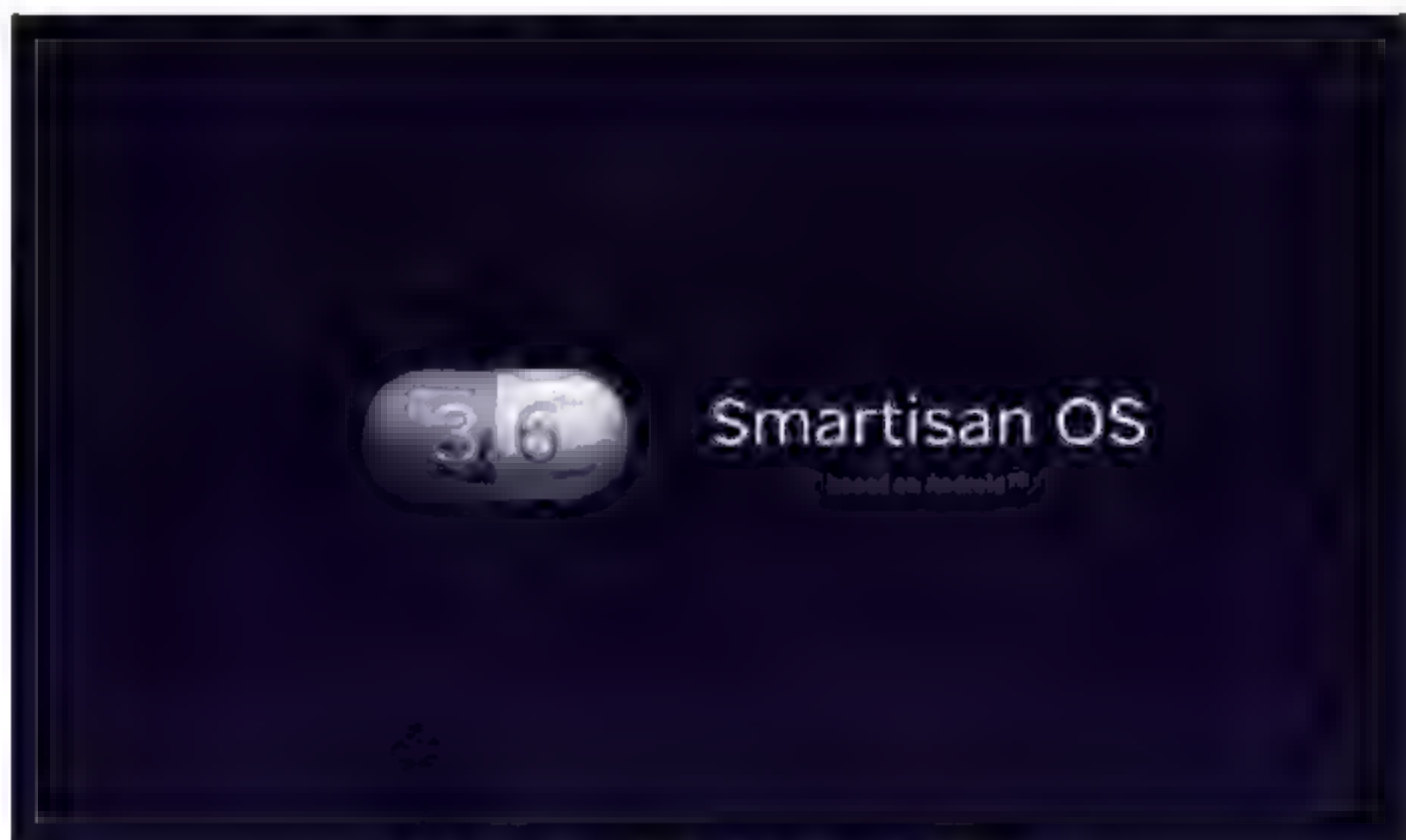 3.6
Smartisan OS
based on Android™